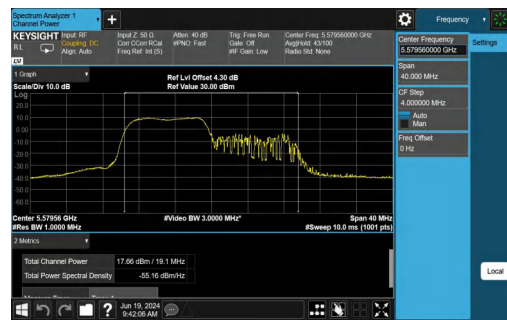 Spectrum Analyzer 1
Channel Power
Frequency
KEYSIGHT
RL
Input: RF
Coupling: DC
Align: Auto
Input Z: 50 Ω
Corr CCorr RCal
Freq Ref: Int (S)
Atten: 40 dB
#PNO: Fast
Trig: Free Run
Gate: Off
#IF Gain: Low
Center Freq: 5.579560000 GHz
Avg|Hold: 43/100
Radio Std: None
LW
1 Graph
Scale/Div 10.0 dB
Ref Lvl Offset 4.30 dB
Ref Value 30.00 dBm
Log
20.0
10.0
0.00
-10.0
-20.0
-30.0
-40.0
-50.0
-60.0
Center 5.57956 GHz
#Res BW 1.0000 MHz
#Video BW 3.0000 MHz*
Span 40 MHz
#Sweep 10.0 ms (1001 pts)
2 Metrics
Total Channel Power 17.66 dBm / 19.1 MHz
Total Power Spectral Density -55.16 dBm/Hz
Jun 19, 2024
9:42:06 AM
Center Frequency
5.579560000 GHz
Span
40.000 MHz
CF Step
4.000000 MHz
Auto
Man
Freq Offset
0 Hz
Settings
Local